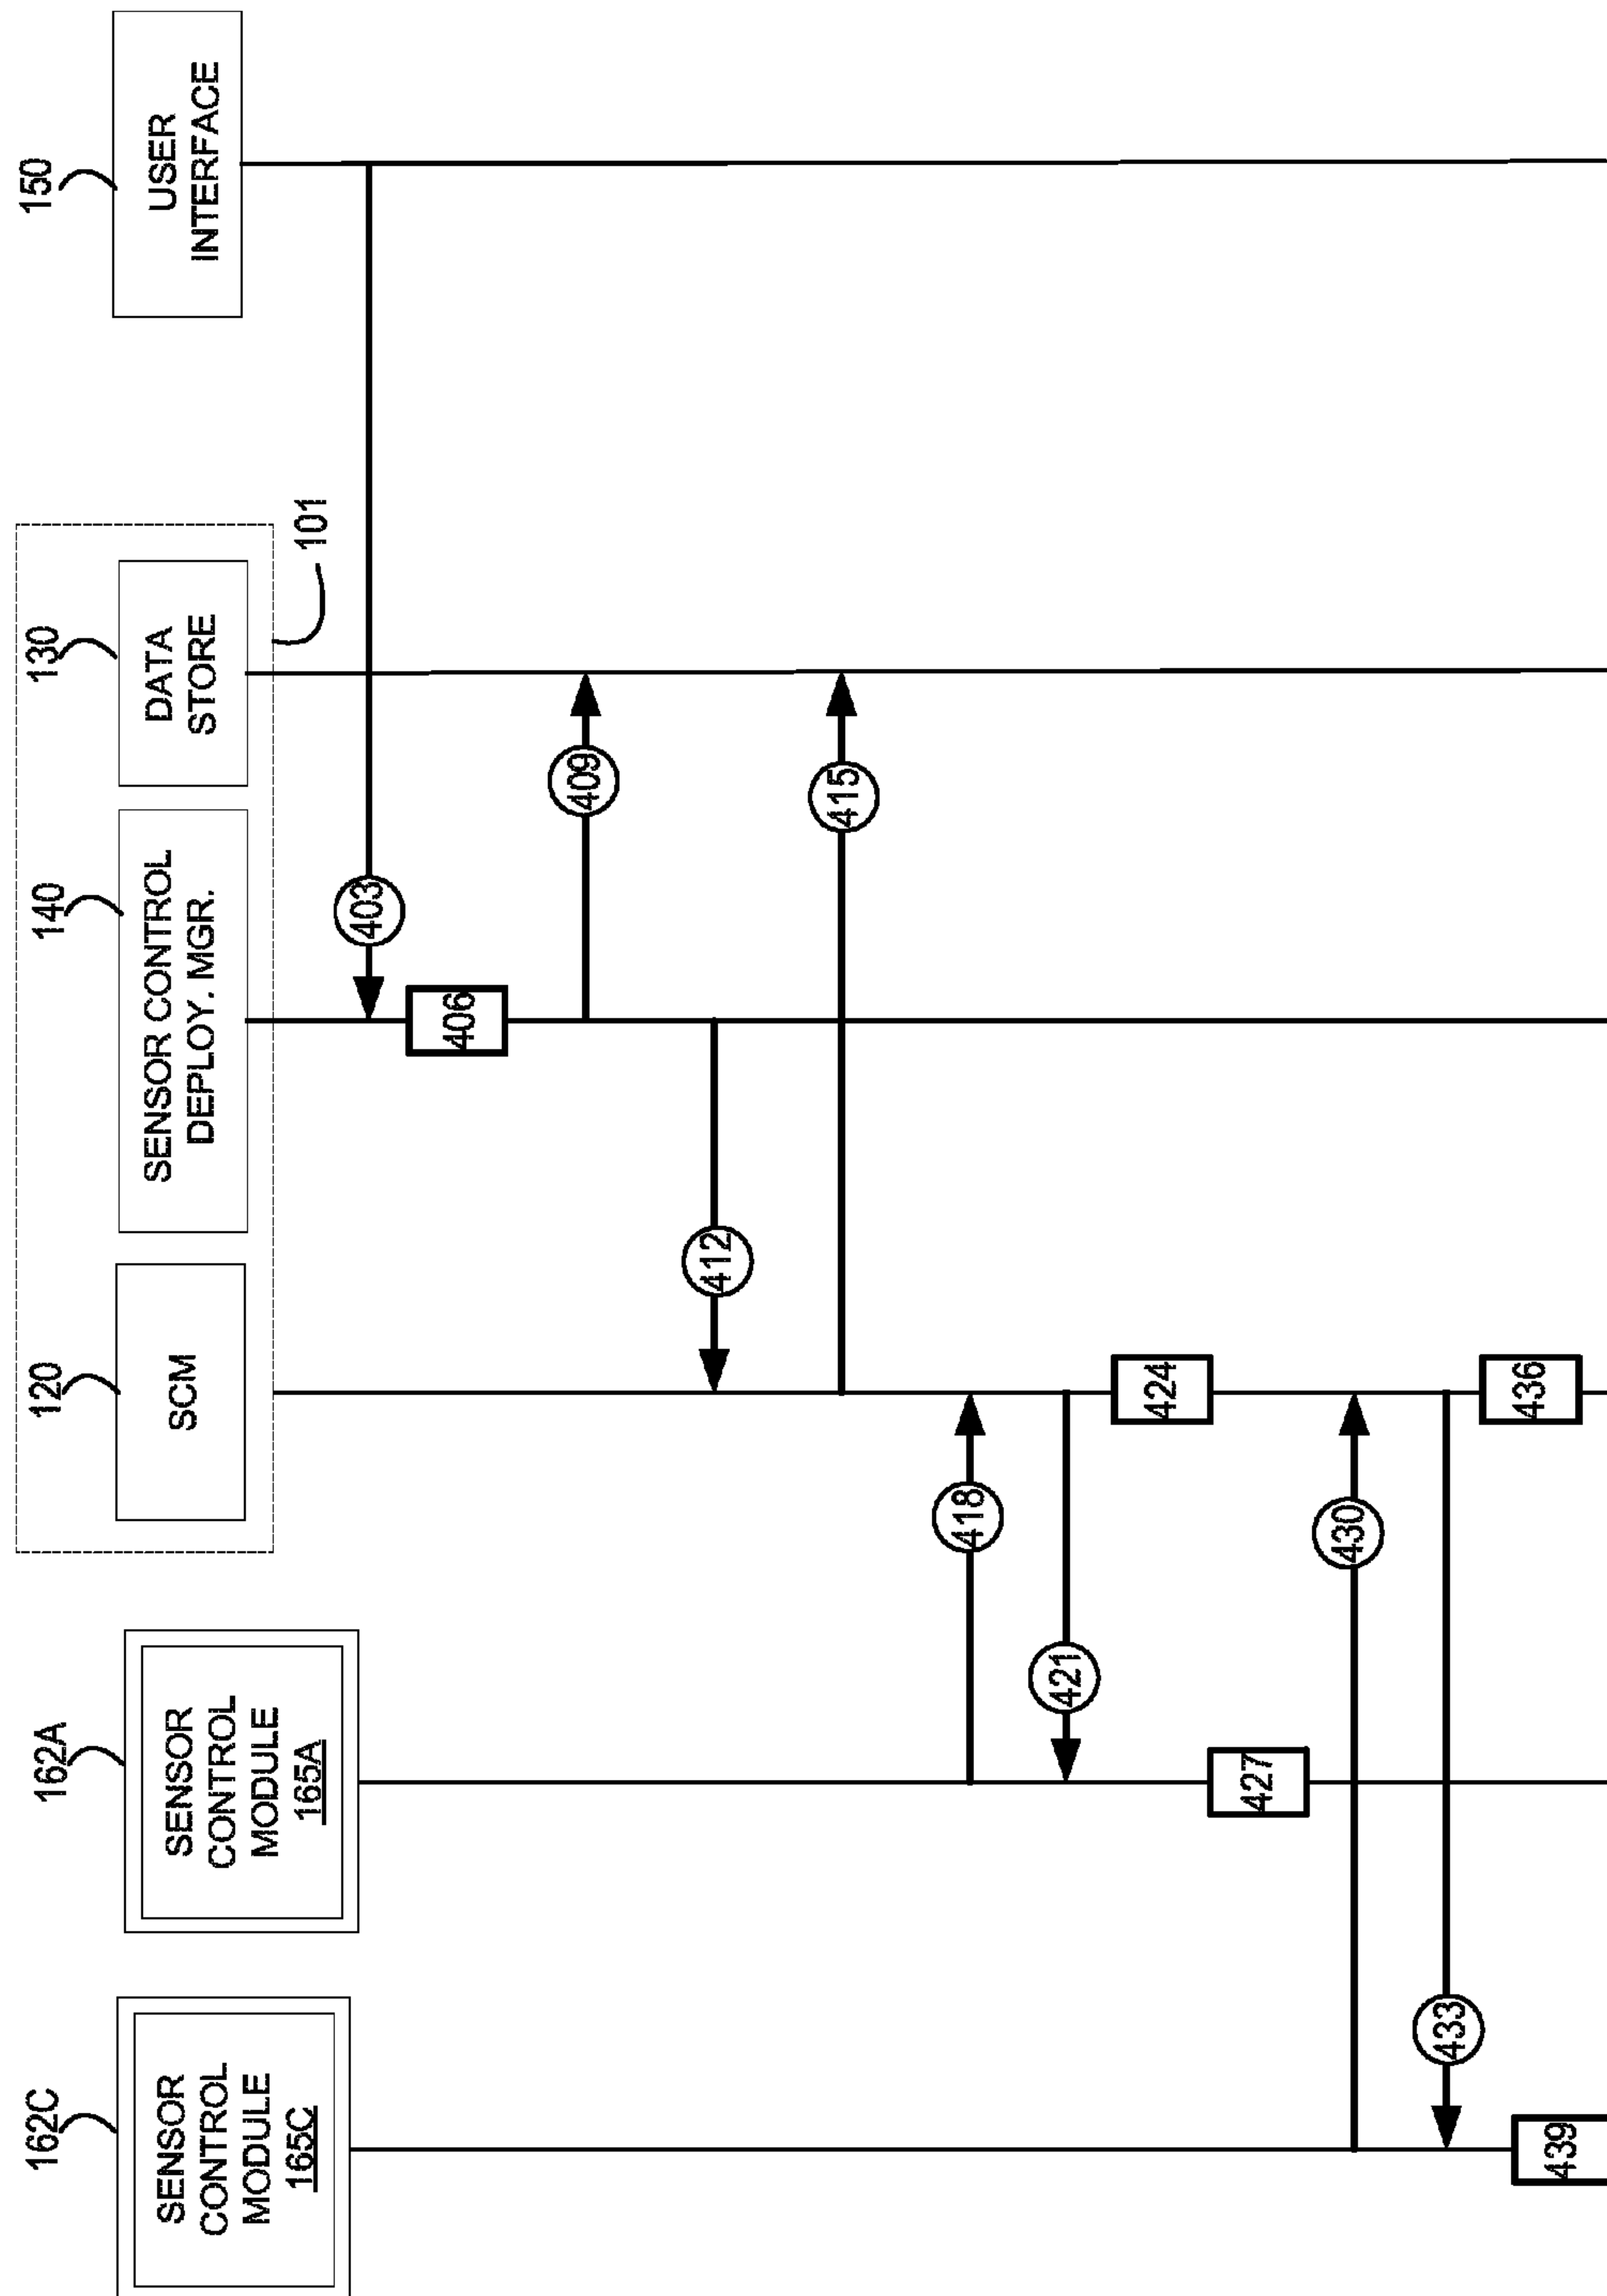 162C
SENSOR
CONTROL
MODULE
165C
162A
SENSOR
CONTROL
MODULE
165A
120
SCM
140
SENSOR CONTROL
DEPLOY. MGR.
130
DATA
STORE
101
150
USER
INTERFACE
403
406
409
412
415
418
421
424
427
430
433
436
439